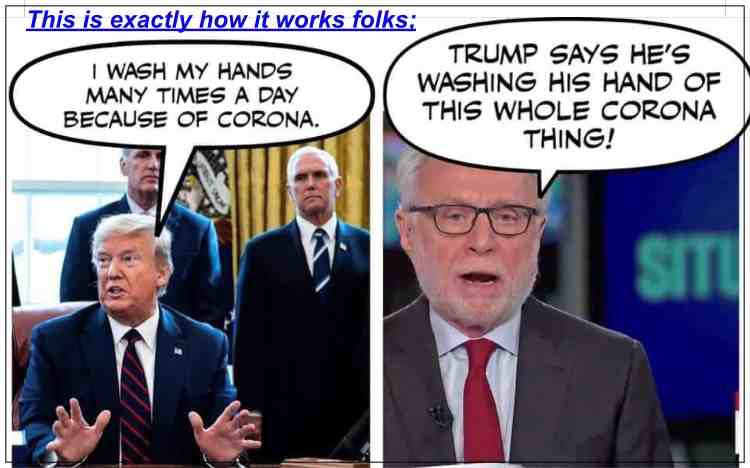 This is exactly how it works folks;
I WASH MY HANDS
MANY TIMES A DAY
BECAUSE OF CORONA.
TRUMP SAYS HE'S
WASHING HIS HAND OF
THIS WHOLE CORONA
THING!
SITU